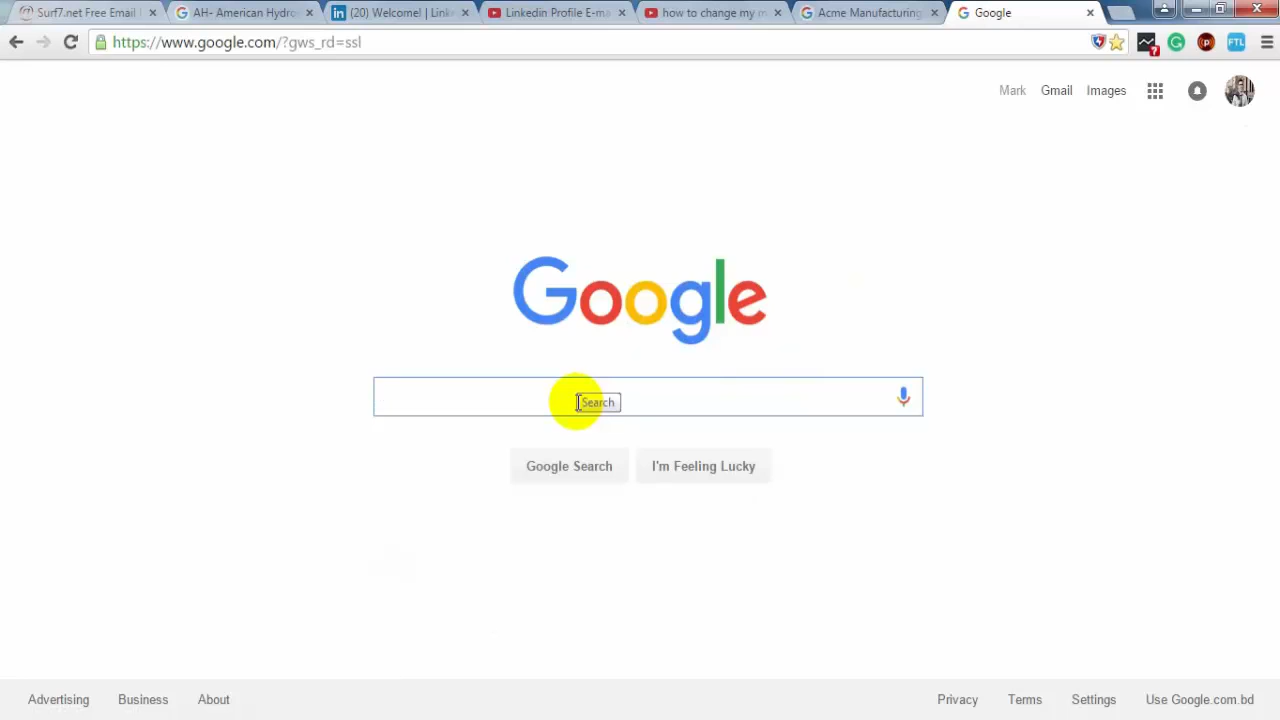 Surf7.net Free Email
AH- American Hydro
(20) Welcome! | Link
Linkedin Profile E-ma
how to change my m
Acme Manufacturing
Google
https://www.google.com/?gws_rd=ssl
7
FTL
Mark Gmail Images
Google
Search
Google Search
I'm Feeling Lucky
Advertising Business About
Privacy Terms Settings Use Google.com.bd